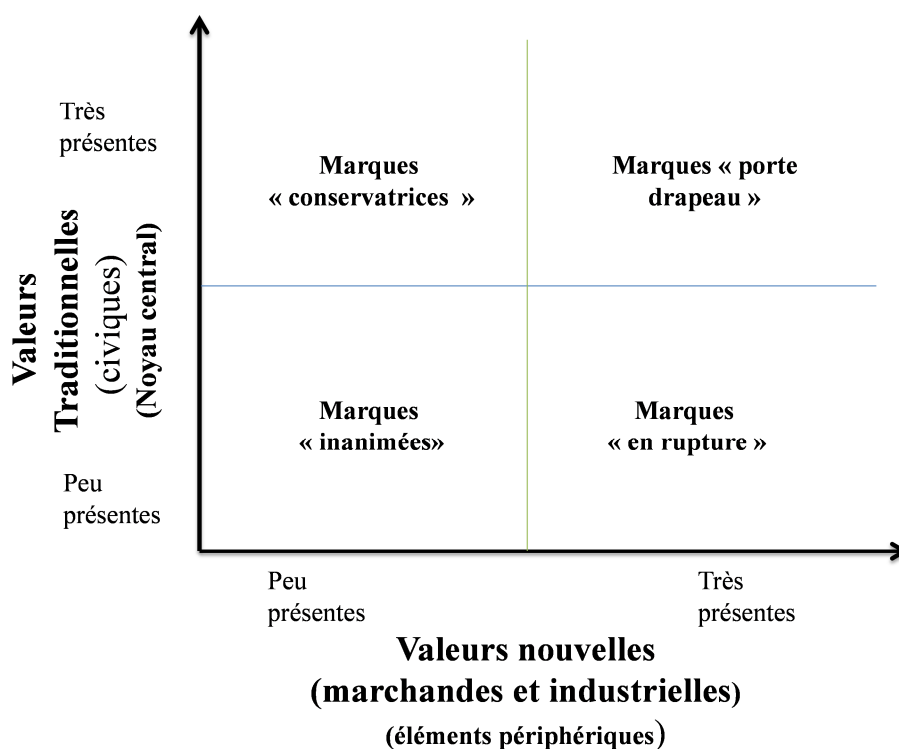 Très
présentes
Marques
« conservatrices »
Marques « porte
drapeau »
Valeurs
Traditionnelles
(civiques)
(Noyau central)
Marques
« inanimées»
Marques
« en rupture »
Peu
présentes
Peu
présentes
Très
présentes
Valeurs nouvelles
(marchandes et industrielles)
(éléments périphériques)